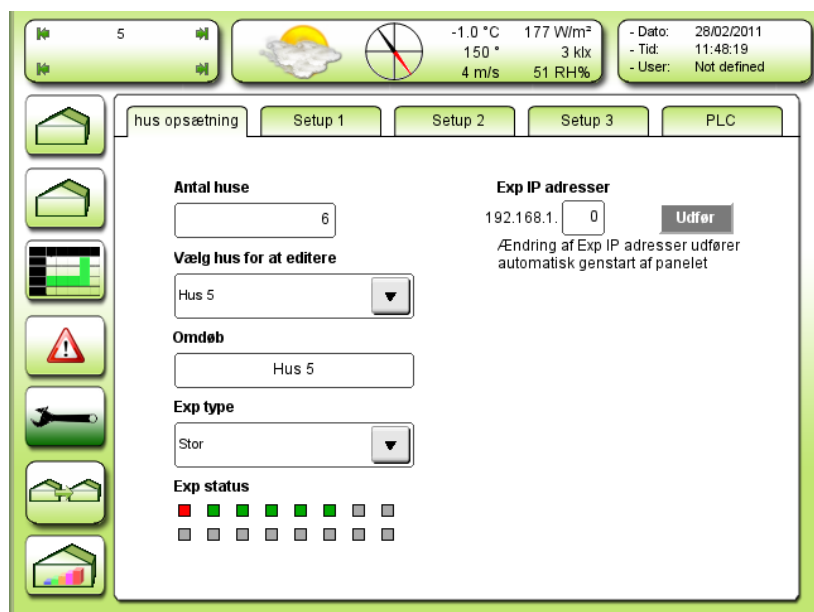 5
-1.0 °C 177 W/m²
150 ° 3 klx
4 m/s 51 RH%
- Dato: 28/02/2011
- Tid: 11:48:19
- User: Not defined
hus opsætning Setup 1 Setup 2 Setup 3 PLC
Antal huse
6
Vælg hus for at editere
Hus 5
Omdøb
Hus 5
Exp type
Stor
Exp status
Exp IP adresser
192.168.1. 0 Udfør
Ændring af Exp IP adresser udfører
automatisk genstart af panelet